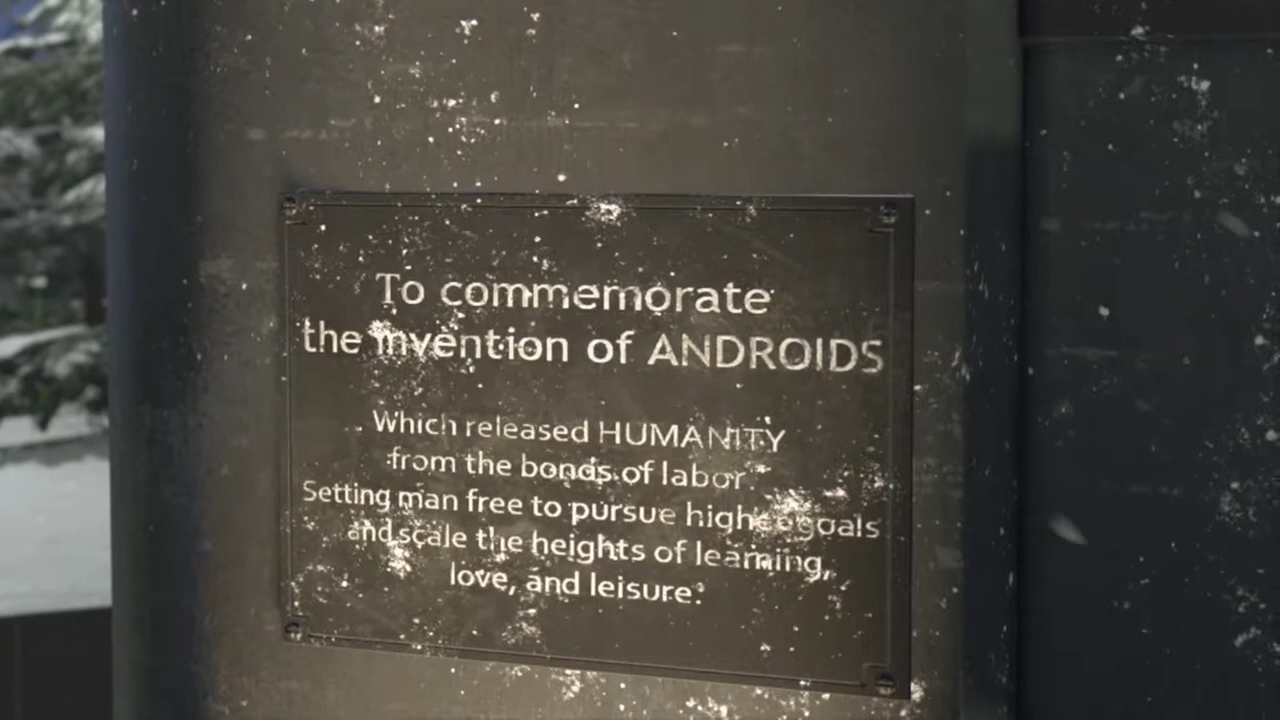 To commemorate
the invention of ANDROIDS
Which released HUMANITY
from the bonds of labor
Setting man free to pursue higher goals
and scale the heights of learning,
love, and leisure.